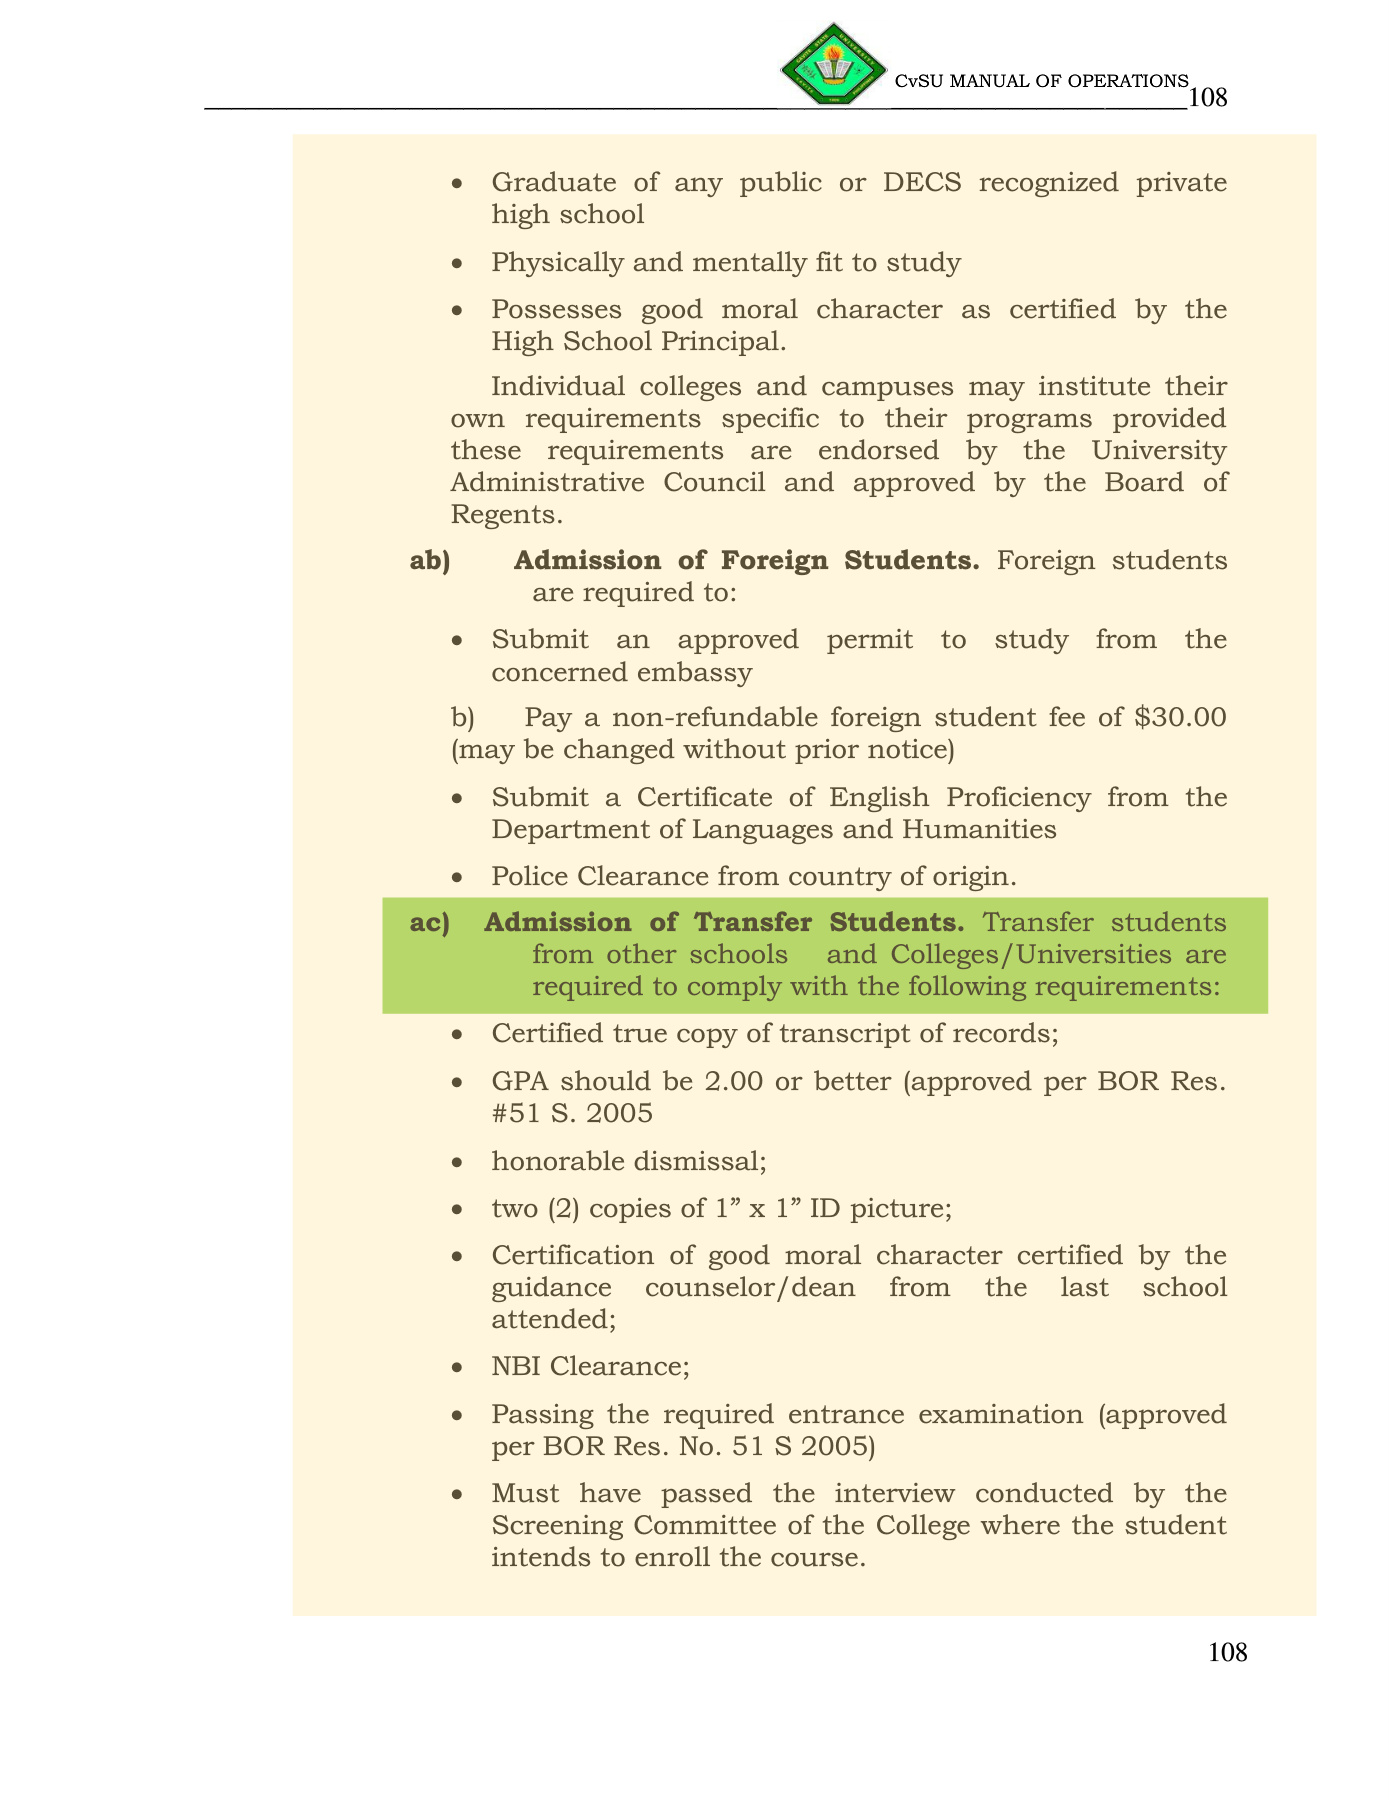 CvSU MANUAL OF OPERATIONS
108
• Graduate of any public or DECS recognized private
high school
• Physically and mentally fit to study
• Possesses good moral character as certified by the
High School Principal.
Individual colleges and campuses may institute their
own requirements specific to their programs provided
these requirements are endorsed by the University
Administrative Council and approved by the Board of
Regents.
ab) Admission of Foreign Students. Foreign students
are required to:
• Submit an approved permit to study from the
concerned embassy
b) Pay a non-refundable foreign student fee of $30.00
(may be changed without prior notice)
• Submit a Certificate of English Proficiency from the
Department of Languages and Humanities
• Police Clearance from country of origin.
ac) Admission of Transfer Students. Transfer students
from other schools and Colleges/Universities are
required to comply with the following requirements:
• Certified true copy of transcript of records;
• GPA should be 2.00 or better (approved per BOR Res.
#51 S. 2005
• honorable dismissal;
• two (2) copies of 1” x 1” ID picture;
• Certification of good moral character certified by the
guidance counselor/dean from the last school
attended;
• NBI Clearance;
• Passing the required entrance examination (approved
per BOR Res. No. 51 S 2005)
• Must have passed the interview conducted by the
Screening Committee of the College where the student
intends to enroll the course.
108